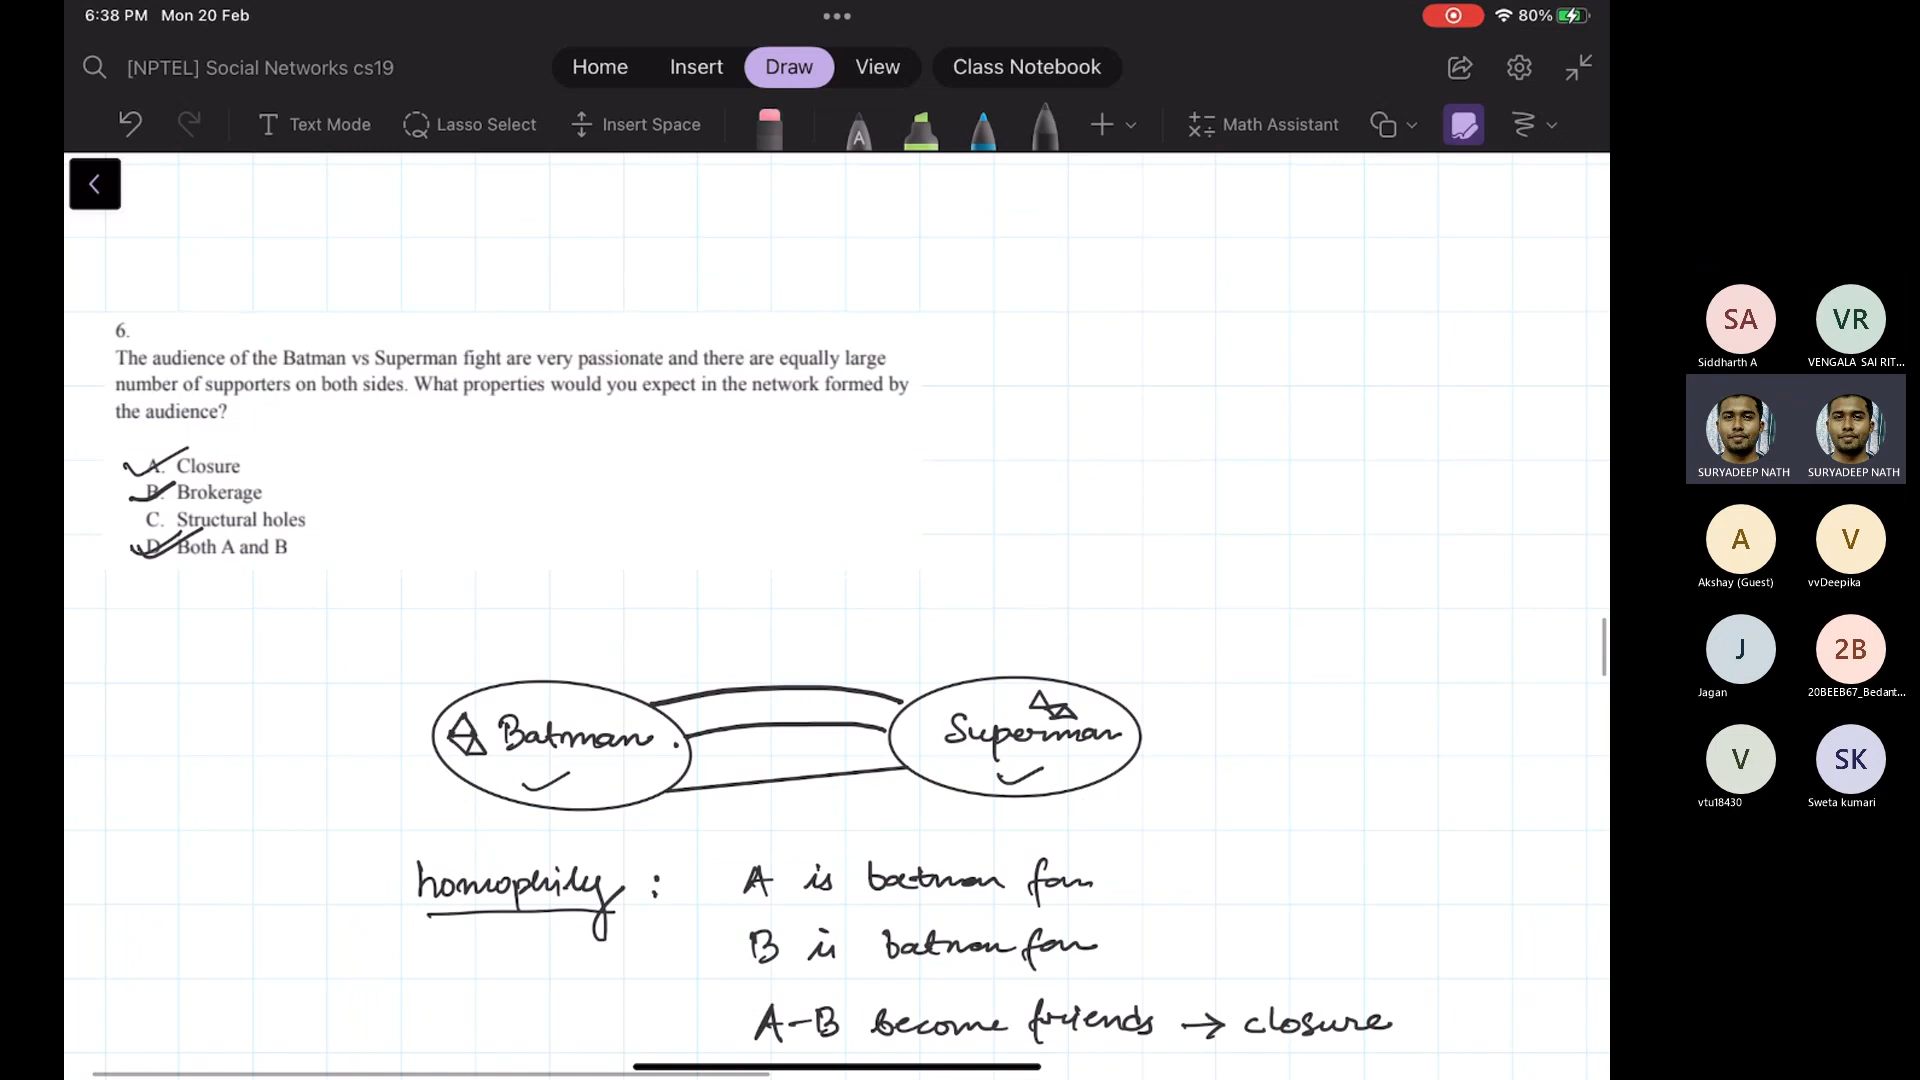 6:38 PM Mon 20 Feb
80%
[NPTEL] Social Networks cs19
Home Insert Draw View Class Notebook
Text Mode Lasso Select Insert Space A Math Assistant
6.
The audience of the Batman vs Superman fight are very passionate and there are equally large
number of supporters on both sides. What properties would you expect in the network formed by
the audience?
A. Closure
B. Brokerage
C. Structural holes
D. Both A and B
Batman Superman
homophily : A is batman fan
B is batman fan
A-B become friends → closure
SA VR
Siddharth A VENGALA SAI RIT...
SURYADEEP NATH SURYADEEP NATH
A V
Akshay (Guest) vvDeepika
J 2B
Jagan 20BEEB67_Bedant...
V SK
vtu18430 Sweta kumari